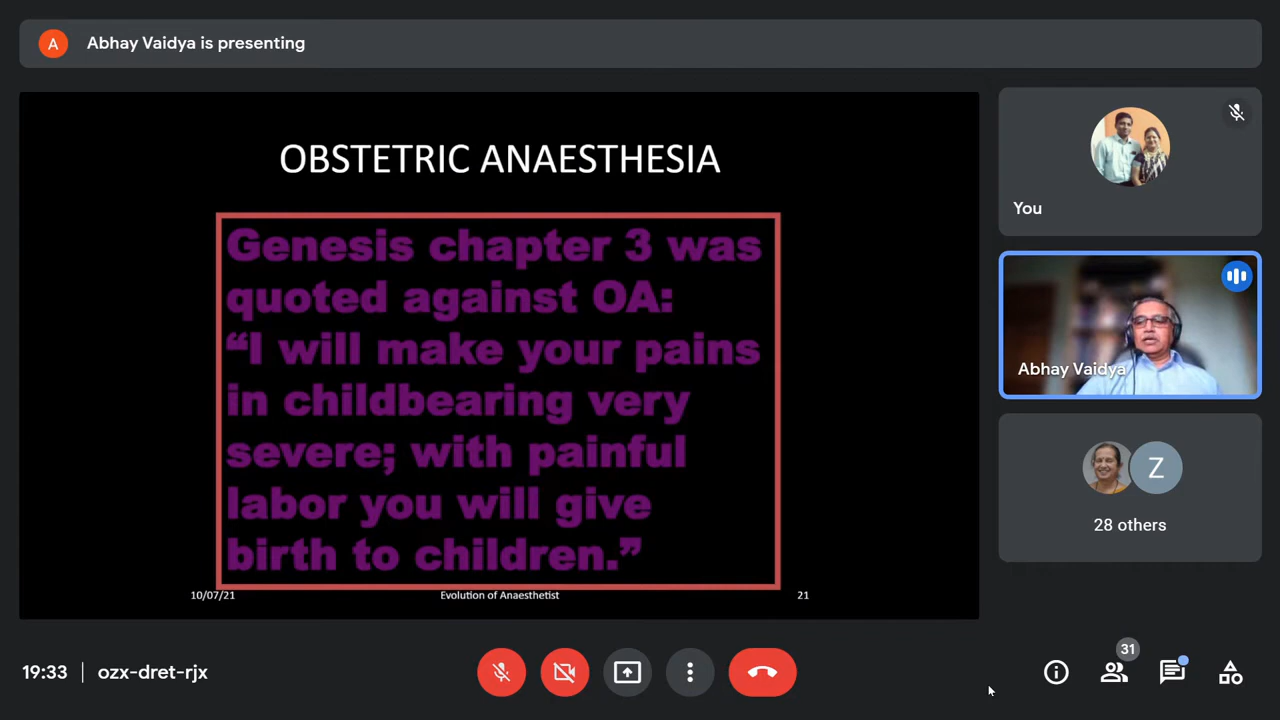 A
Abhay Vaidya is presenting
OBSTETRIC ANAESTHESIA
Genesis chapter 3 was
quoted against OA:
“I will make your pains
in childbearing very
severe; with painful
labor you will give
birth to children.”
10/07/21
Evolution of Anaesthetist
21
You
Abhay Vaidya
Z
28 others
19:33
ozx-dret-rjx
31